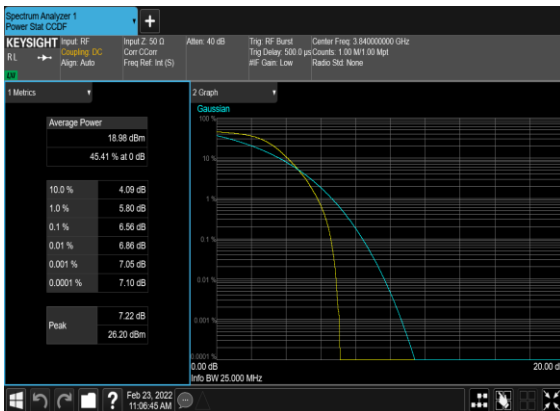 Spectrum Analyzer 1
Power Stat CCDF
KEYSIGHT
RL
LV
Input: RF
Coupling: DC
Align: Auto
Input Z: 50 Ω
Corr CCorr
Freq Ref: Int (S)
Atten: 40 dB
Trig: RF Burst
Trig Delay: 500.0 µs
#IF Gain: Low
Center Freq: 3.840000000 GHz
Counts: 1.00 M/1.00 Mpt
Radio Std: None
1 Metrics
Average Power
18.98 dBm
45.41 % at 0 dB
10.0 % 4.09 dB
1.0 % 5.80 dB
0.1 % 6.56 dB
0.01 % 6.86 dB
0.001 % 7.05 dB
0.0001 % 7.10 dB
Peak
7.22 dB
26.20 dBm
2 Graph
Gaussian
100 %
10 %
1 %
0.1 %
0.01 %
0.001 %
0.0001 %
0.00 dB
20.00 d
Info BW 25.000 MHz
?
Feb 23, 2022
11:06:45 AM